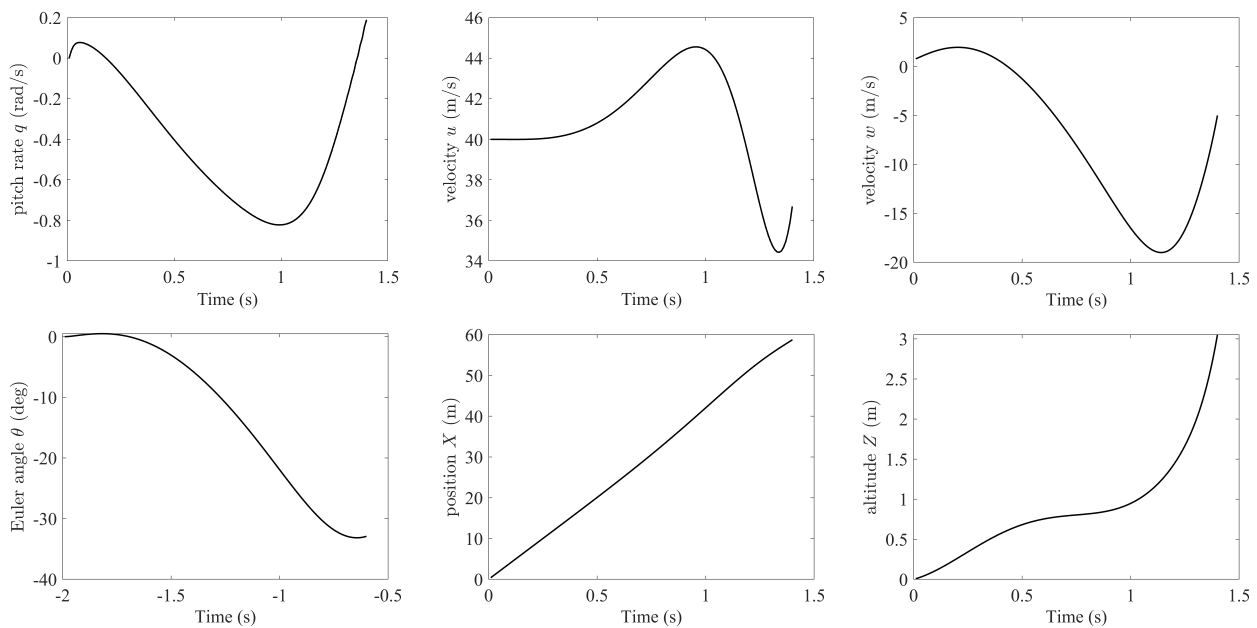 pitch rate q (rad/s)
0.2
0
-0.2
-0.4
-0.6
-0.8
-1
0 0.5 1 1.5
Time (s)
velocity u (m/s)
46
44
42
40
38
36
34
0 0.5 1 1.5
Time (s)
velocity w (m/s)
5
0
-5
-10
-15
-20
0 0.5 1 1.5
Time (s)
Euler angle θ (deg)
0
-10
-20
-30
-40
-2 -1.5 -1 -0.5
Time (s)
position X (m)
60
50
40
30
20
10
0
0 0.5 1 1.5
Time (s)
altitude Z (m)
3
2.5
2
1.5
1
0.5
0
0 0.5 1 1.5
Time (s)